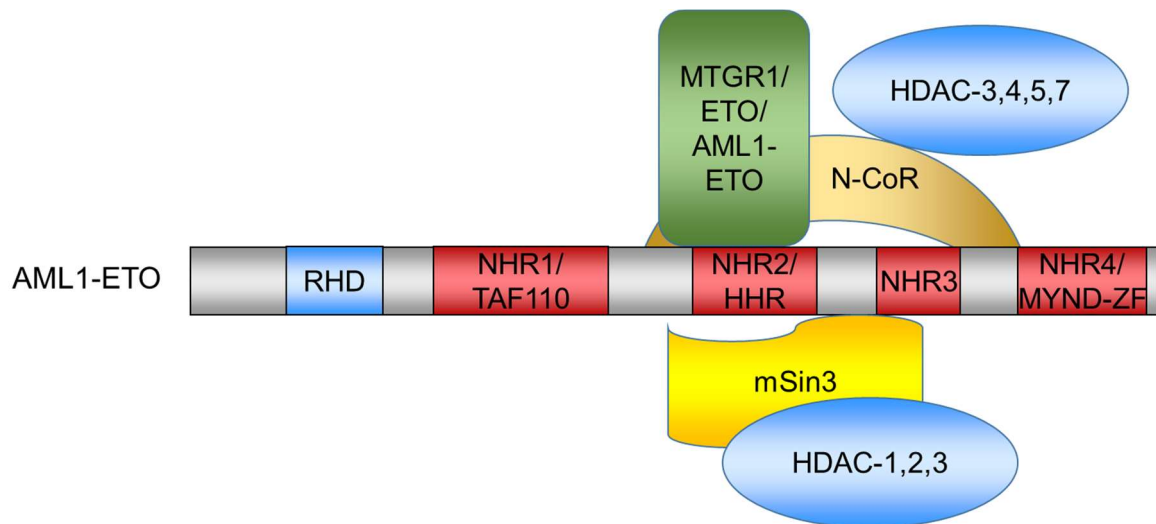 MTGR1/
ETO/
AML1-
ETO
HDAC-3,4,5,7
N-CoR
AML1-ETO
RHD
NHR1/
TAF110
NHR2/
HHR
NHR3
NHR4/
MYND-ZF
mSin3
HDAC-1,2,3